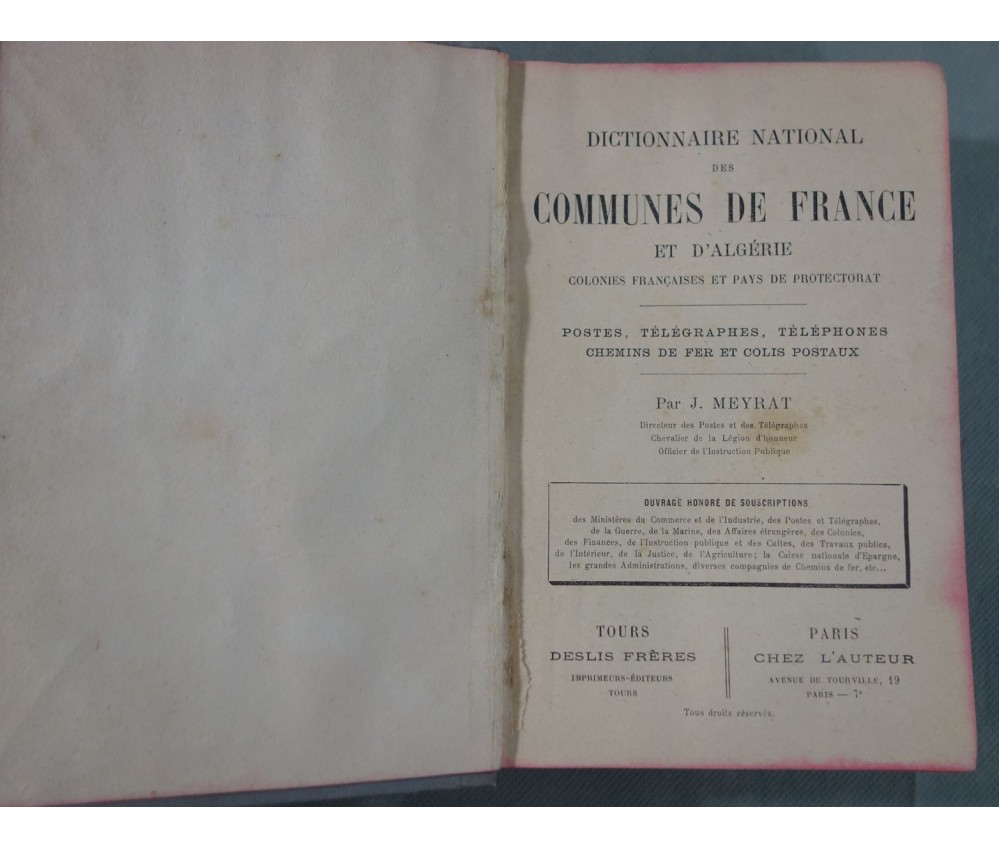 DICTIONNAIRE NATIONAL
DES
COMMUNES DE FRANCE
ET D'ALGÉRIE
COLONIES FRANÇAISES ET PAYS DE PROTECTORAT
POSTES, TÉLÉGRAPHES, TÉLÉPHONES
CHEMINS DE FER ET COLIS POSTAUX
Par J. MEYRAT
Directeur des Postes et des Télégraphes
Chevalier de la Légion d'honneur
Officier de l'Instruction Publique
OUVRAGE HONORÉ DE SOUSCRIPTIONS
des Ministères du Commerce et de l'Industrie, des Postes et Télégraphes,
de la Guerre, de la Marine, des Affaires étrangères, des Colonies,
des Finances, de l'Instruction publique et des Cultes, des Travaux publics,
de l'Intérieur, de la Justice, de l'Agriculture; la Caisse nationale d'Epargne,
les grandes Administrations, diverses compagnies de Chemins de fer, etc...
TOURS
DESLIS FRÈRES
IMPRIMEURS-ÉDITEURS
TOURS
PARIS
CHEZ L'AUTEUR
AVENUE DE TOURVILLE, 19
PARIS — 7e
Tous droits réservés.